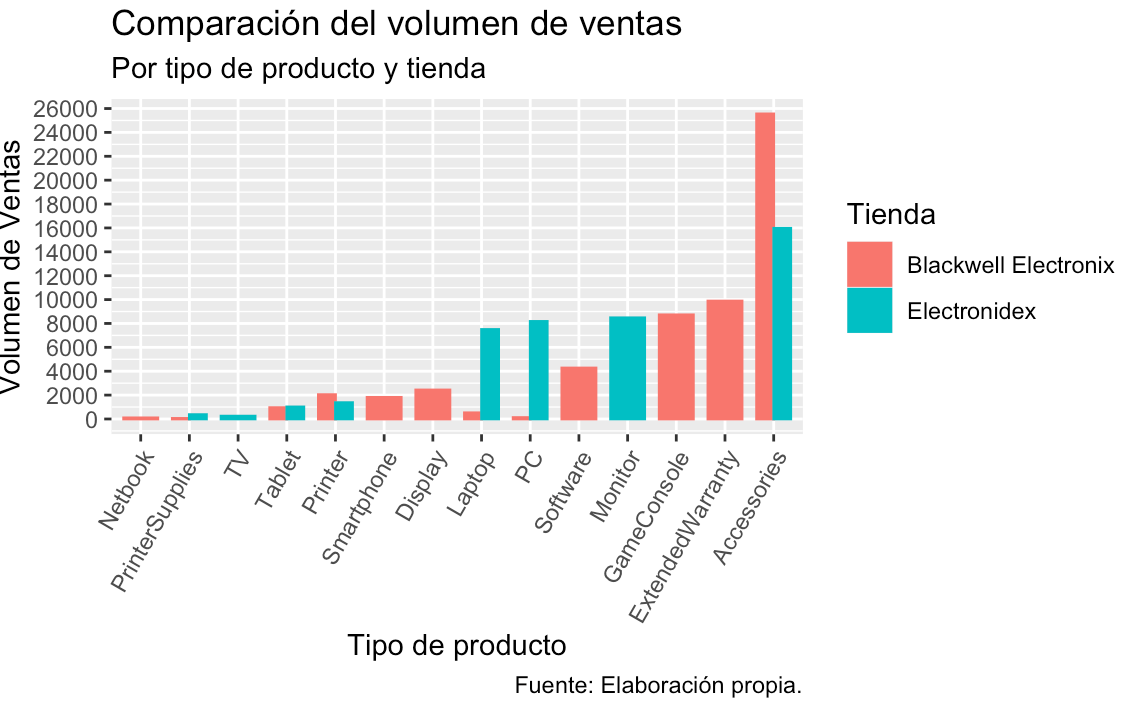 Comparación del volumen de ventas
Por tipo de producto y tienda
Volumen de Ventas
26000
24000
22000
20000
18000
16000
14000
12000
10000
8000
6000
4000
2000
0
Netbook
PrinterSupplies
TV
Tablet
Printer
Smartphone
Display
Laptop
PC
Software
Monitor
GameConsole
ExtendedWarranty
Accessories
Tipo de producto
Tienda
Blackwell Electronix
Electronidex
Fuente: Elaboración propia.